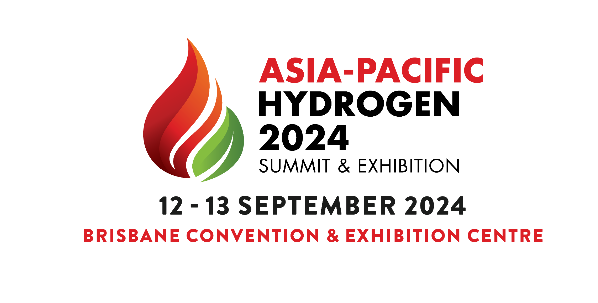 ASIA-PACIFIC
HYDROGEN
2024
SUMMIT & EXHIBITION
12 - 13 SEPTEMBER 2024
BRISBANE CONVENTION & EXHIBITION CENTRE